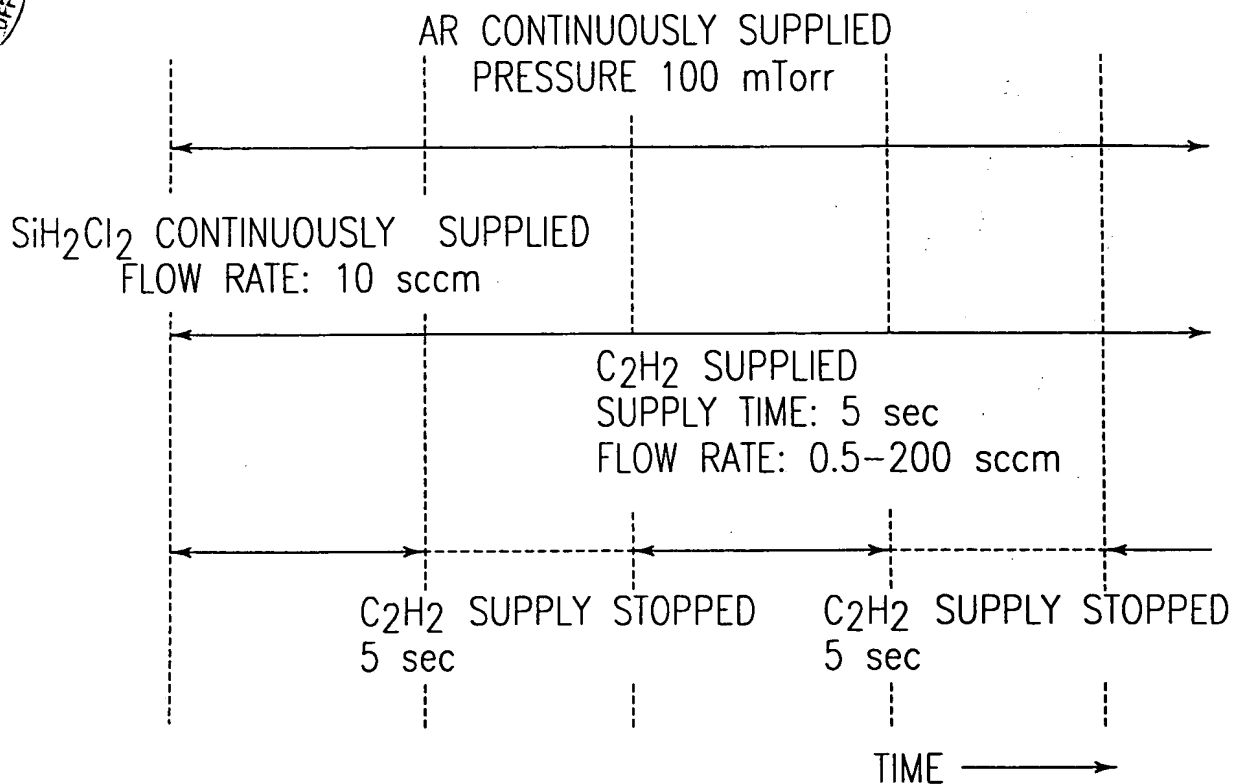 AR CONTINUOUSLY SUPPLIED
PRESSURE 100 mTorr
SiH2Cl2 CONTINUOUSLY SUPPLIED
FLOW RATE: 10 sccm
C2H2 SUPPLIED
SUPPLY TIME: 5 sec
FLOW RATE: 0.5-200 sccm
C2H2 SUPPLY STOPPED
5 sec
C2H2 SUPPLY STOPPED
5 sec
TIME